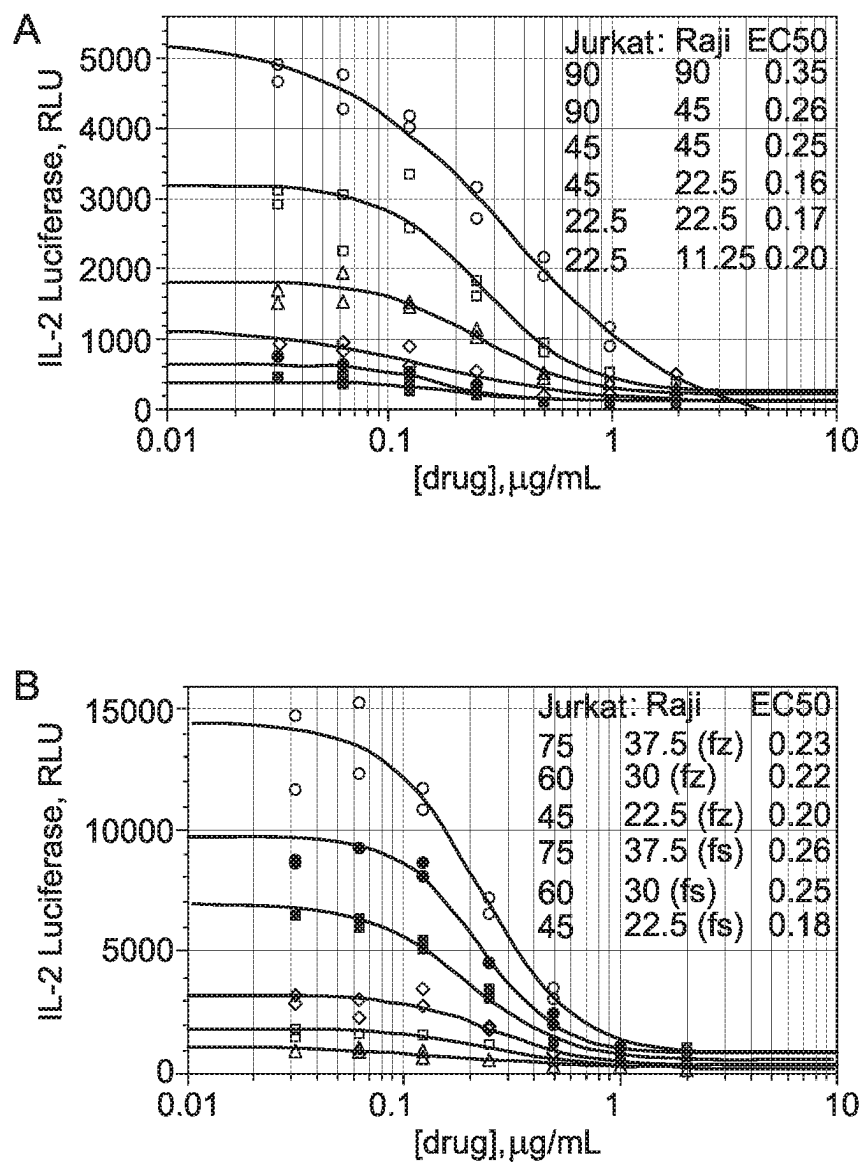 A
Jurkat: Raji EC50
90 90 0.35
90 45 0.26
45 45 0.25
45 22.5 0.16
22.5 22.5 0.17
22.5 11.25 0.20
IL-2 Luciferase, RLU
5000
4000
3000
2000
1000
0
0.01 0.1 1 10
[drug],µg/mL
B
Jurkat: Raji EC50
75 37.5 (fz) 0.23
60 30 (fz) 0.22
45 22.5 (fz) 0.20
75 37.5 (fs) 0.26
60 30 (fs) 0.25
45 22.5 (fs) 0.18
IL-2 Luciferase, RLU
15000
10000
5000
0
0.01 0.1 1 10
[drug],µg/mL